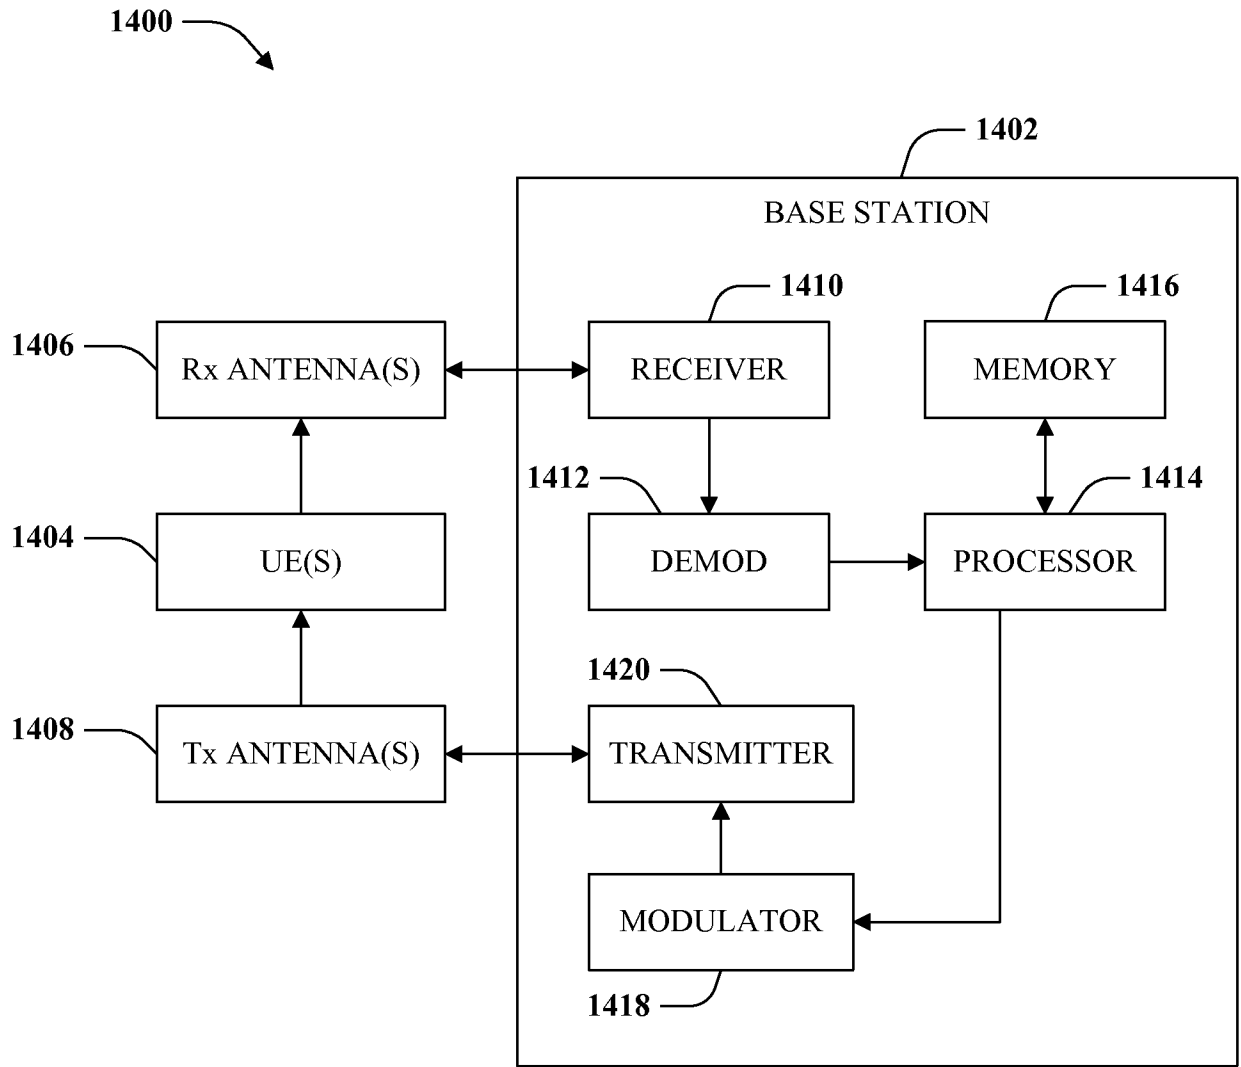 1400
1402
BASE STATION
1410
1416
1406
Rx ANTENNA(S)
RECEIVER
MEMORY
1412
1414
1404
UE(S)
DEMOD
PROCESSOR
1420
1408
Tx ANTENNA(S)
TRANSMITTER
MODULATOR
1418